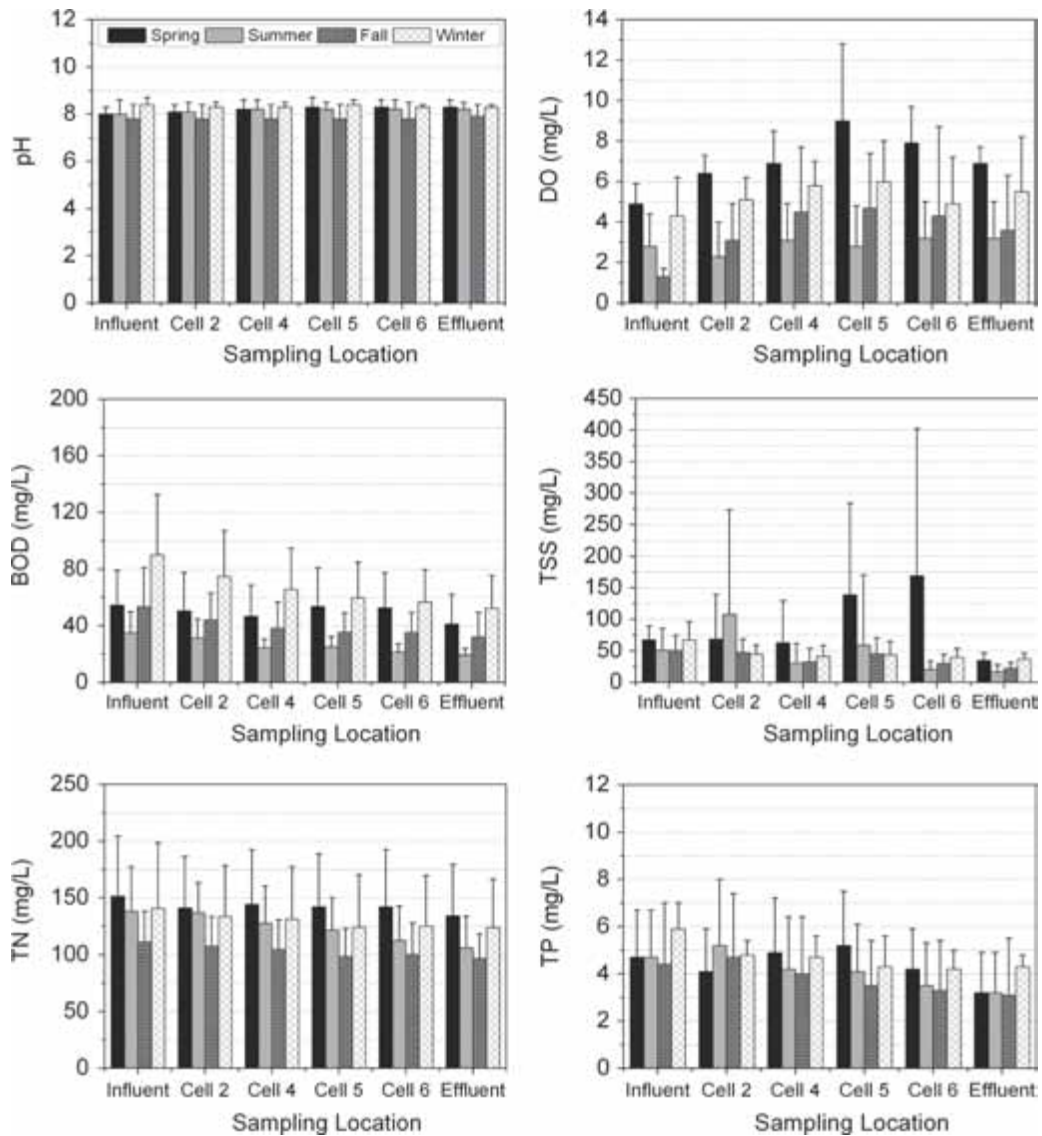 12
10
8
6
4
2
0
pH
Spring Summer Fall Winter
Influent Cell 2 Cell 4 Cell 5 Cell 6 Effluent
Sampling Location
14
12
10
8
6
4
2
0
DO (mg/L)
Influent Cell 2 Cell 4 Cell 5 Cell 6 Effluent
Sampling Location
200
160
120
80
40
0
BOD (mg/L)
Influent Cell 2 Cell 4 Cell 5 Cell 6 Effluent
Sampling Location
450
400
350
300
250
200
150
100
50
0
TSS (mg/L)
Influent Cell 2 Cell 4 Cell 5 Cell 6 Effluent
Sampling Location
250
200
150
100
50
0
TN (mg/L)
Influent Cell 2 Cell 4 Cell 5 Cell 6 Effluent
Sampling Location
12
10
8
6
4
2
0
TP (mg/L)
Influent Cell 2 Cell 4 Cell 5 Cell 6 Effluent
Sampling Location